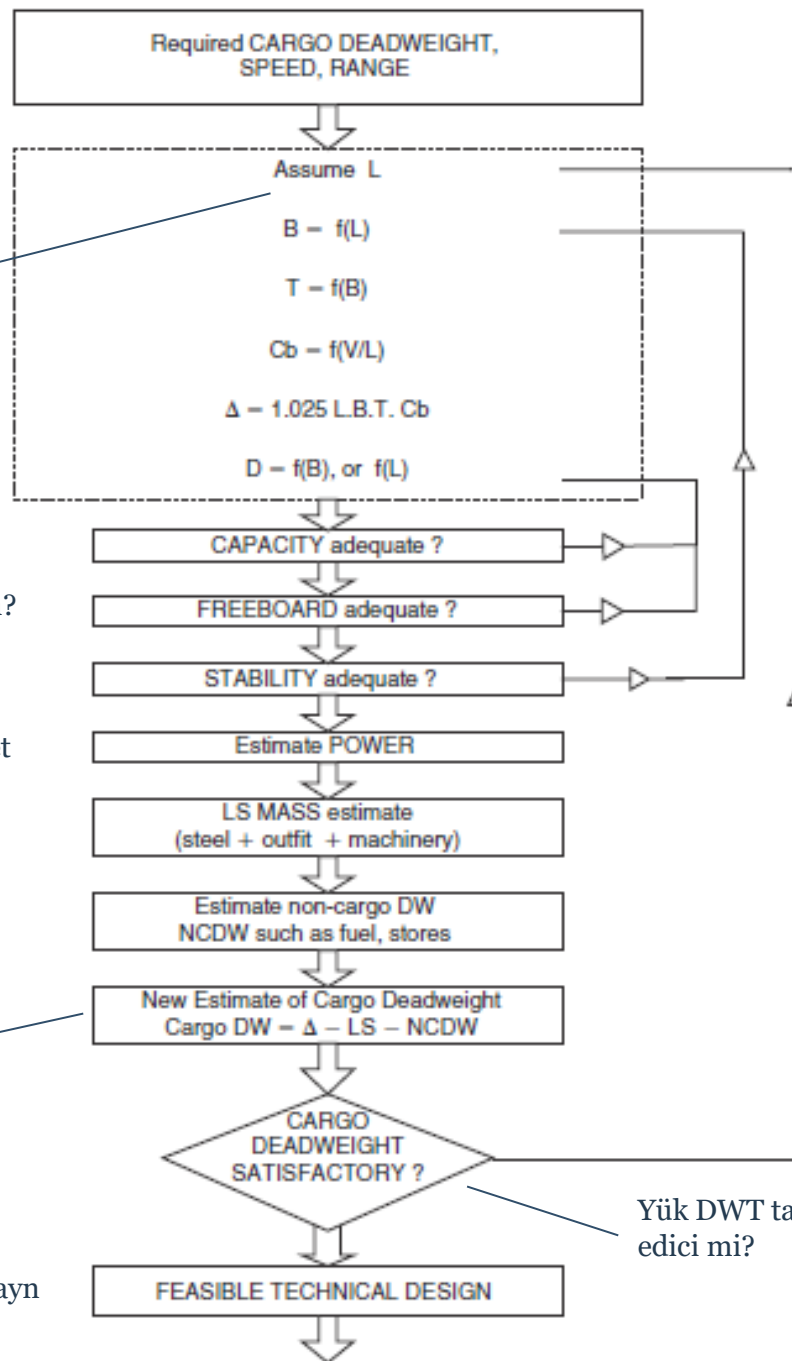 Required CARGO DEADWEIGHT,
SPEED, RANGE
Assume L
B = f(L)
T = f(B)
Cb = f(V/L)
Δ = 1.025 L.B.T. Cb
D = f(B), or f(L)
CAPACITY adequate ?
?
FREEBOARD adequate ?
STABILITY adequate ?
Δ
Estimate POWER
LS MASS estimate
(steel + outfit + machinery)
Estimate non-cargo DW
NCDW such as fuel, stores
New Estimate of Cargo Deadweight
Cargo DW = Δ – LS – NCDW
CARGO
DEADWEIGHT
SATISFACTORY ?
Yük DWT ta
edici mi?
ayn
FEASIBLE TECHNICAL DESIGN